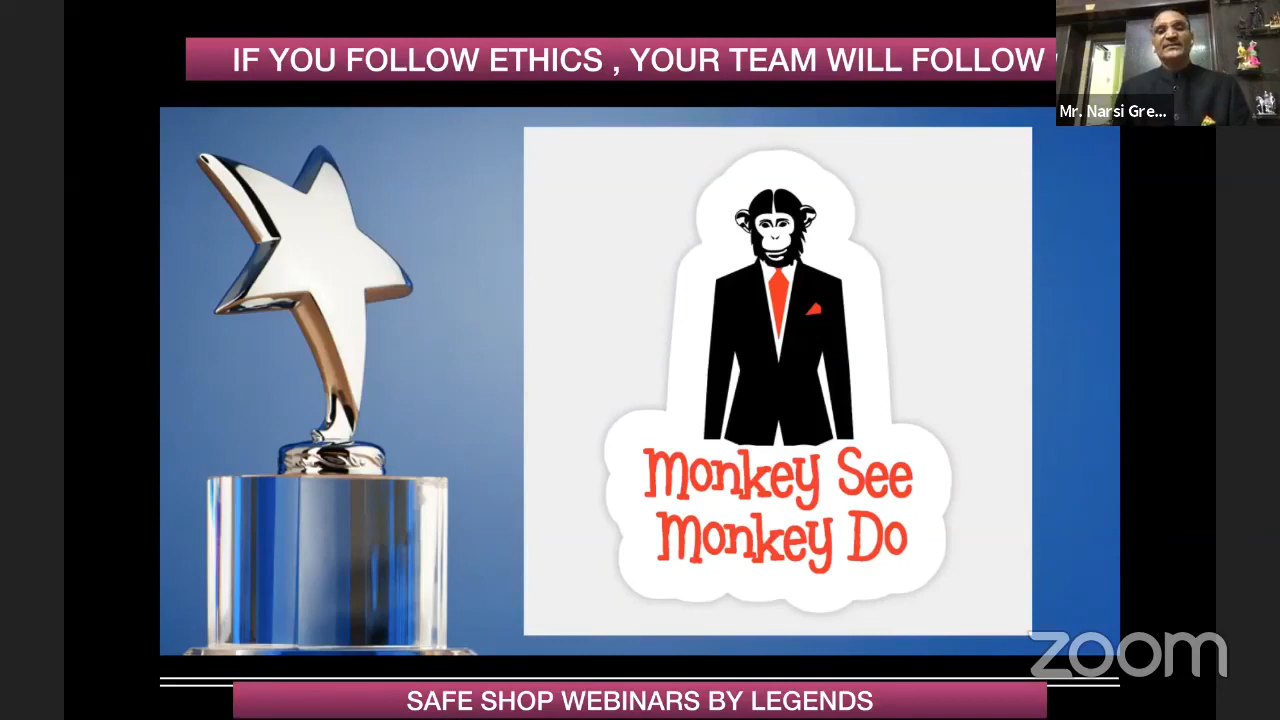 IF YOU FOLLOW ETHICS , YOUR TEAM WILL FOLLOW
Mr. Narsi Gre...
Monkey See
Monkey Do
zoom
SAFE SHOP WEBINARS BY LEGENDS